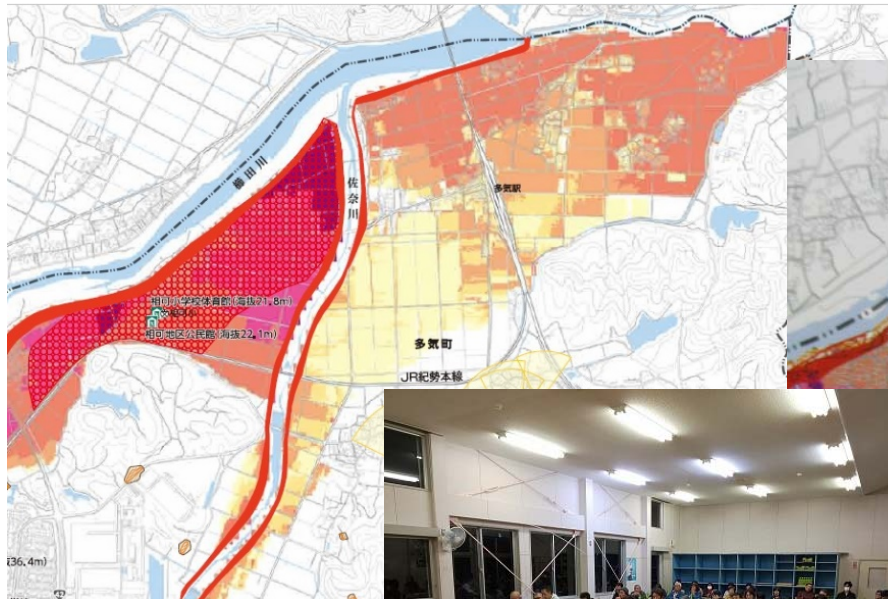 櫛田川
佐奈川
多気駅
相可小学校体育館(海抜21.8m)
相可地区公民館(海抜22.1m)
多気町
JR紀勢本線
36.4m)